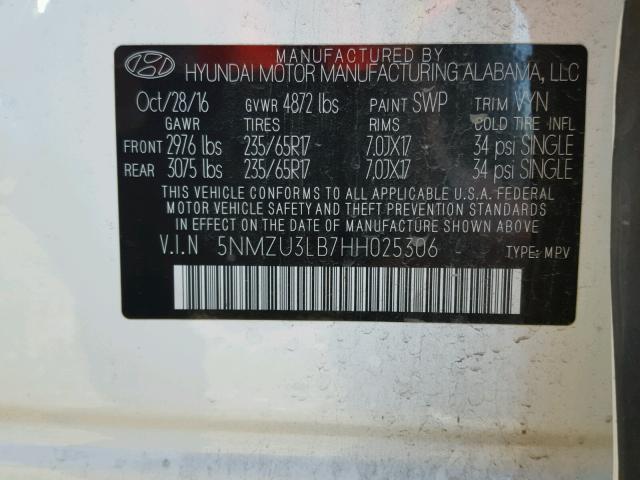 MANUFACTURED BY
HYUNDAI MOTOR MANUFACTURING ALABAMA, LLC
Oct/28/16 GVWR 4872 lbs PAINT SWP TRIM VYN
GAWR TIRES RIMS COLD TIRE INFL
FRONT 2976 lbs 235/65R17 7.0JX17 34 psi SINGLE
REAR 3075 lbs 235/65R17 7.0JX17 34 psi SINGLE
THIS VEHICLE CONFORMS TO ALL APPLICABLE U.S.A. FEDERAL
MOTOR VEHICLE SAFETY AND THEFT PREVENTION STANDARDS
IN EFFECT ON THE DATE OF MANUFACTURE SHOWN ABOVE.
V.I.N 5NMZU3LB7HH025306 TYPE: MPV